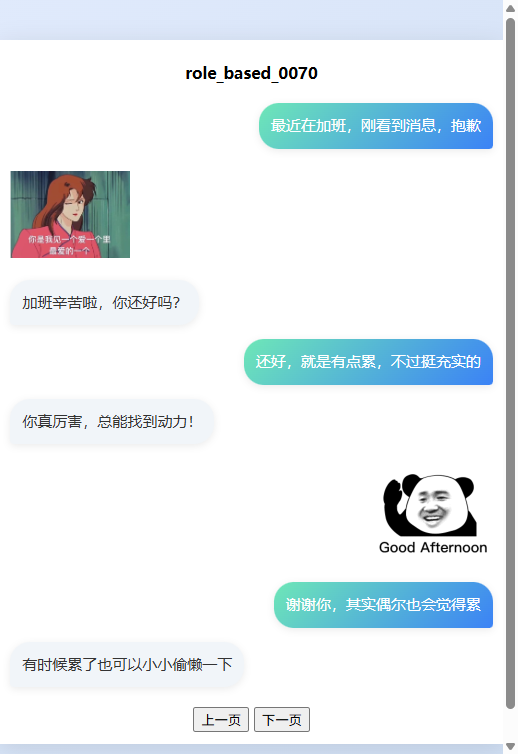 role_based_0070
最近在加班，刚看到消息，抱歉
你是我见一个爱一个里
最爱的一个
加班辛苦啦，你还好吗？
还好，就是有点累，不过挺充实的
你真厉害，总能找到动力！
Good Afternoon
谢谢你，其实偶尔也会觉得累
有时候累了也可以小小偷懒一下
上一页 下一页